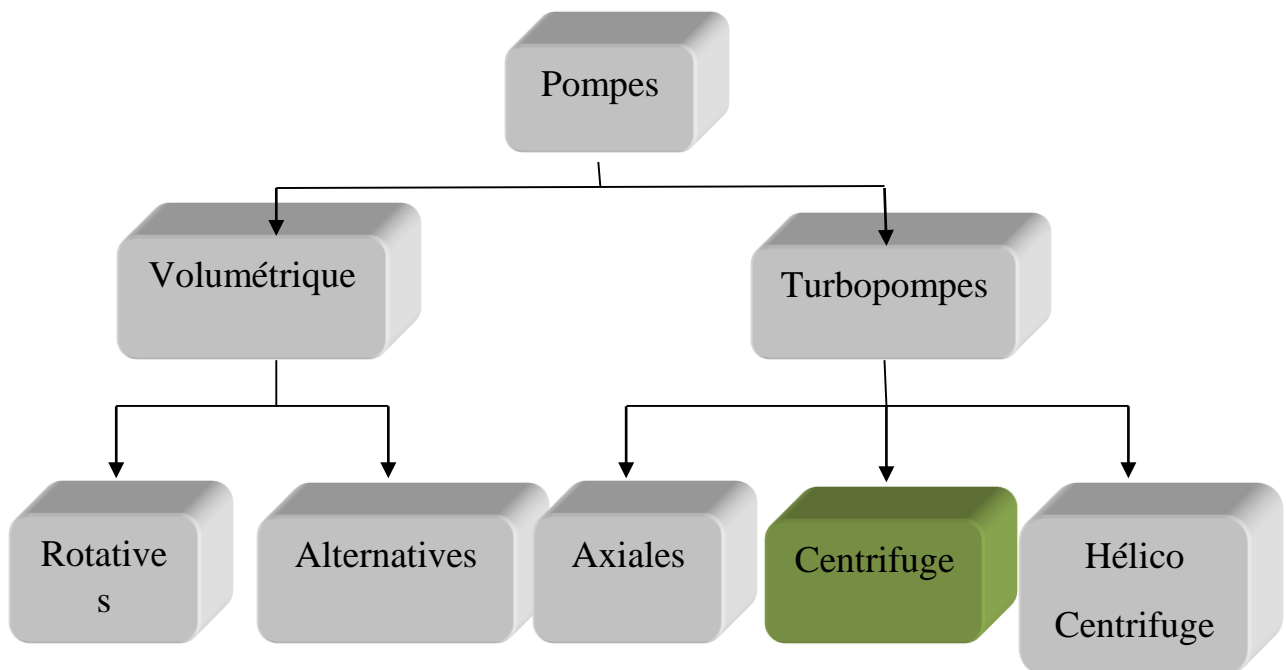 Pompes
Volumétrique
Turbopompes
Rotative
s
Alternatives
Axiales
Centrifuge
Hélico
Centrifuge